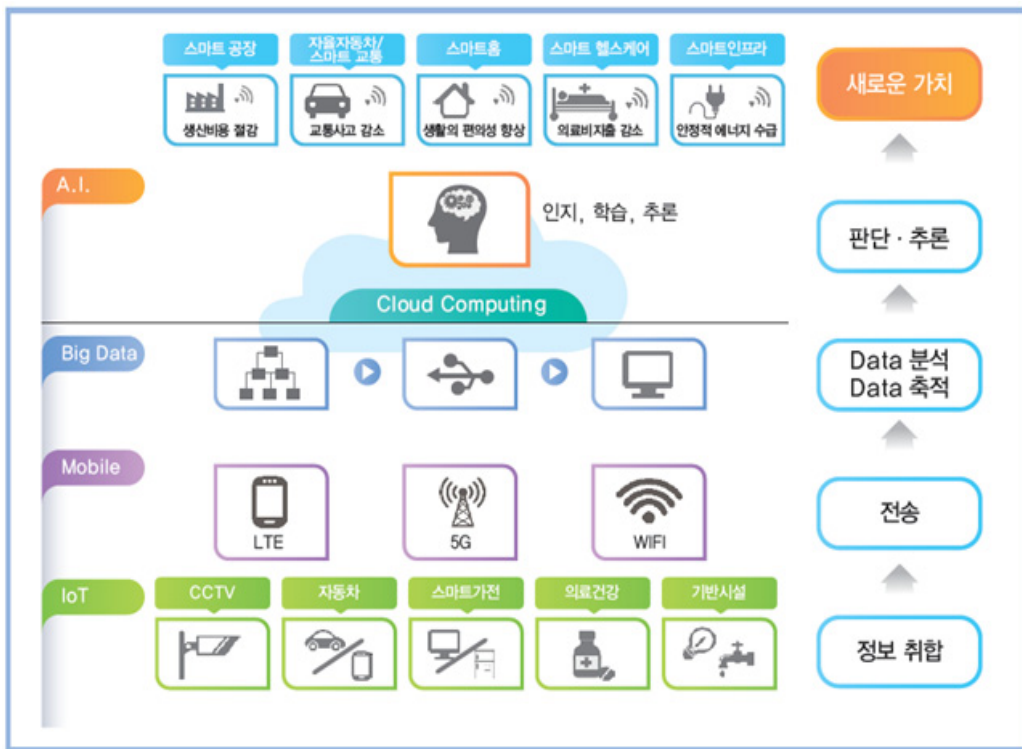 스마트 공장
자율자동차/
스마트 교통
스마트홈
스마트 헬스케어
스마트인프라
생산비용 절감
교통사고 감소
생활의 편의성 향상
의료비지출 감소
안정적 에너지 수급
새로운 가치
A.I.
인지, 학습, 추론
판단 · 추론
Cloud Computing
Big Data
Data 분석
Data 축적
Mobile
LTE
5G
WIFI
전송
IoT
CCTV
자동차
스마트가전
의료건강
기반시설
정보 취합